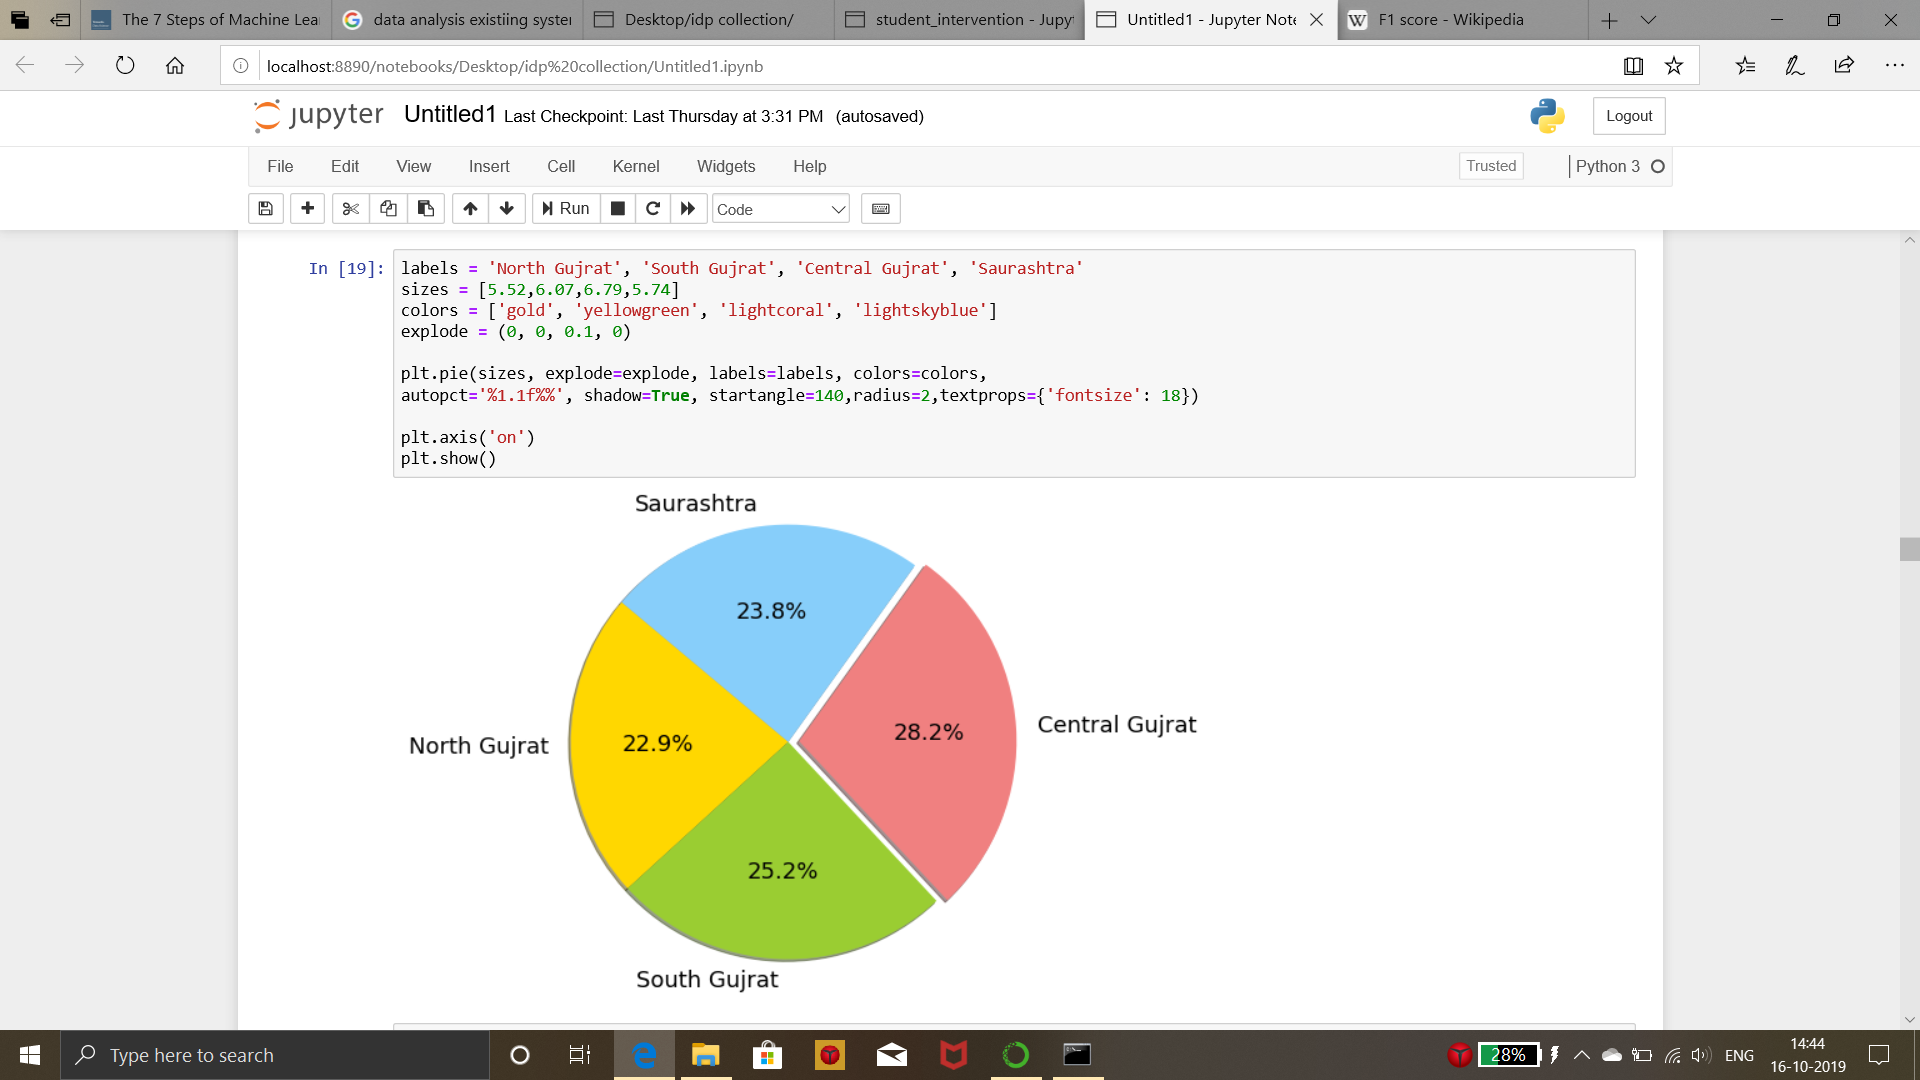 The 7 Steps of Machine Lea
data analysis existiing syster
Desktop/idp collection/
student_intervention - Jupyt
Untitled1 - Jupyter Note
F1 score - Wikipedia
localhost:8890/notebooks/Desktop/idp%20collection/Untitled1.ipynb
jupyter Untitled1 Last Checkpoint: Last Thursday at 3:31 PM (autosaved)
Logout
File Edit View Insert Cell Kernel Widgets Help
Trusted
Python 3
Run
Code
In [19]:
labels = 'North Gujrat', 'South Gujrat', 'Central Gujrat', 'Saurashtra'
sizes = [5.52,6.07,6.79,5.74]
colors = ['gold', 'yellowgreen', 'lightcoral', 'lightskyblue']
explode = (0, 0, 0.1, 0)
plt.pie(sizes, explode=explode, labels=labels, colors=colors,
autopct='%1.1f%%', shadow=True, startangle=140,radius=2,textprops={'fontsize': 18})
plt.axis('on')
plt.show()
Saurashtra
23.8%
Central Gujrat
28.2%
North Gujrat
22.9%
25.2%
South Gujrat
Type here to search
28%
ENG
14:44
16-10-2019